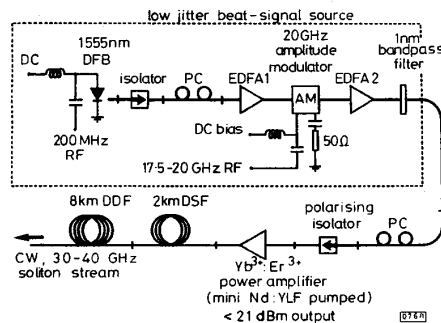 low jitter beat-signal source
1555nm
DFB
DC
isolator
PC
EDFA1
20GHz
amplitude
modulator
EDFA2
1nm
bandpass
filter
AM
200 MHz
RF
DC bias
50Ω
17·5-20 GHz RF
8km DDF
2km DSF
polarising
isolator
PC
CW, 30-40 GHz
soliton stream
Yb3+:Er3+
power amplifier
(mini Nd:YLF pumped)
<21 dBm output